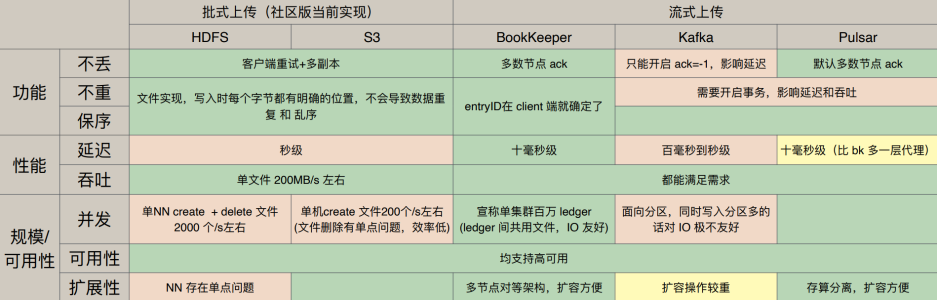 批式上传（社区版当前实现） 流式上传
HDFS S3 BookKeeper Kafka Pulsar
功能 不丢 客户端重试+多副本 多数节点 ack 只能开启 ack=-1，影响延迟 默认多数节点 ack
不重 文件实现，写入时每个字节都有明确的位置，不会导致数据重
复 和 乱序 entryID在 client 端就确定了 需要开启事务，影响延迟和吞吐
保序
性能 延迟 秒级 十毫秒级 百毫秒到秒级 十毫秒级（比 bk 多一层代理）
吞吐 单文件 200MB/s 左右 都能满足需求
规模/
可用性 并发 单NN create + delete 文件
2000 个/s左右 单机create 文件200个/s左右
(文件删除有单点问题，效率低) 宣称单集群百万 ledger
(ledger 间共用文件，IO 友好) 面向分区，同时写入分区多的
话对 IO 极不友好
可用性 均支持高可用
扩展性 NN 存在单点问题 多节点对等架构，扩容方便 扩容操作较重 存算分离，扩容方便